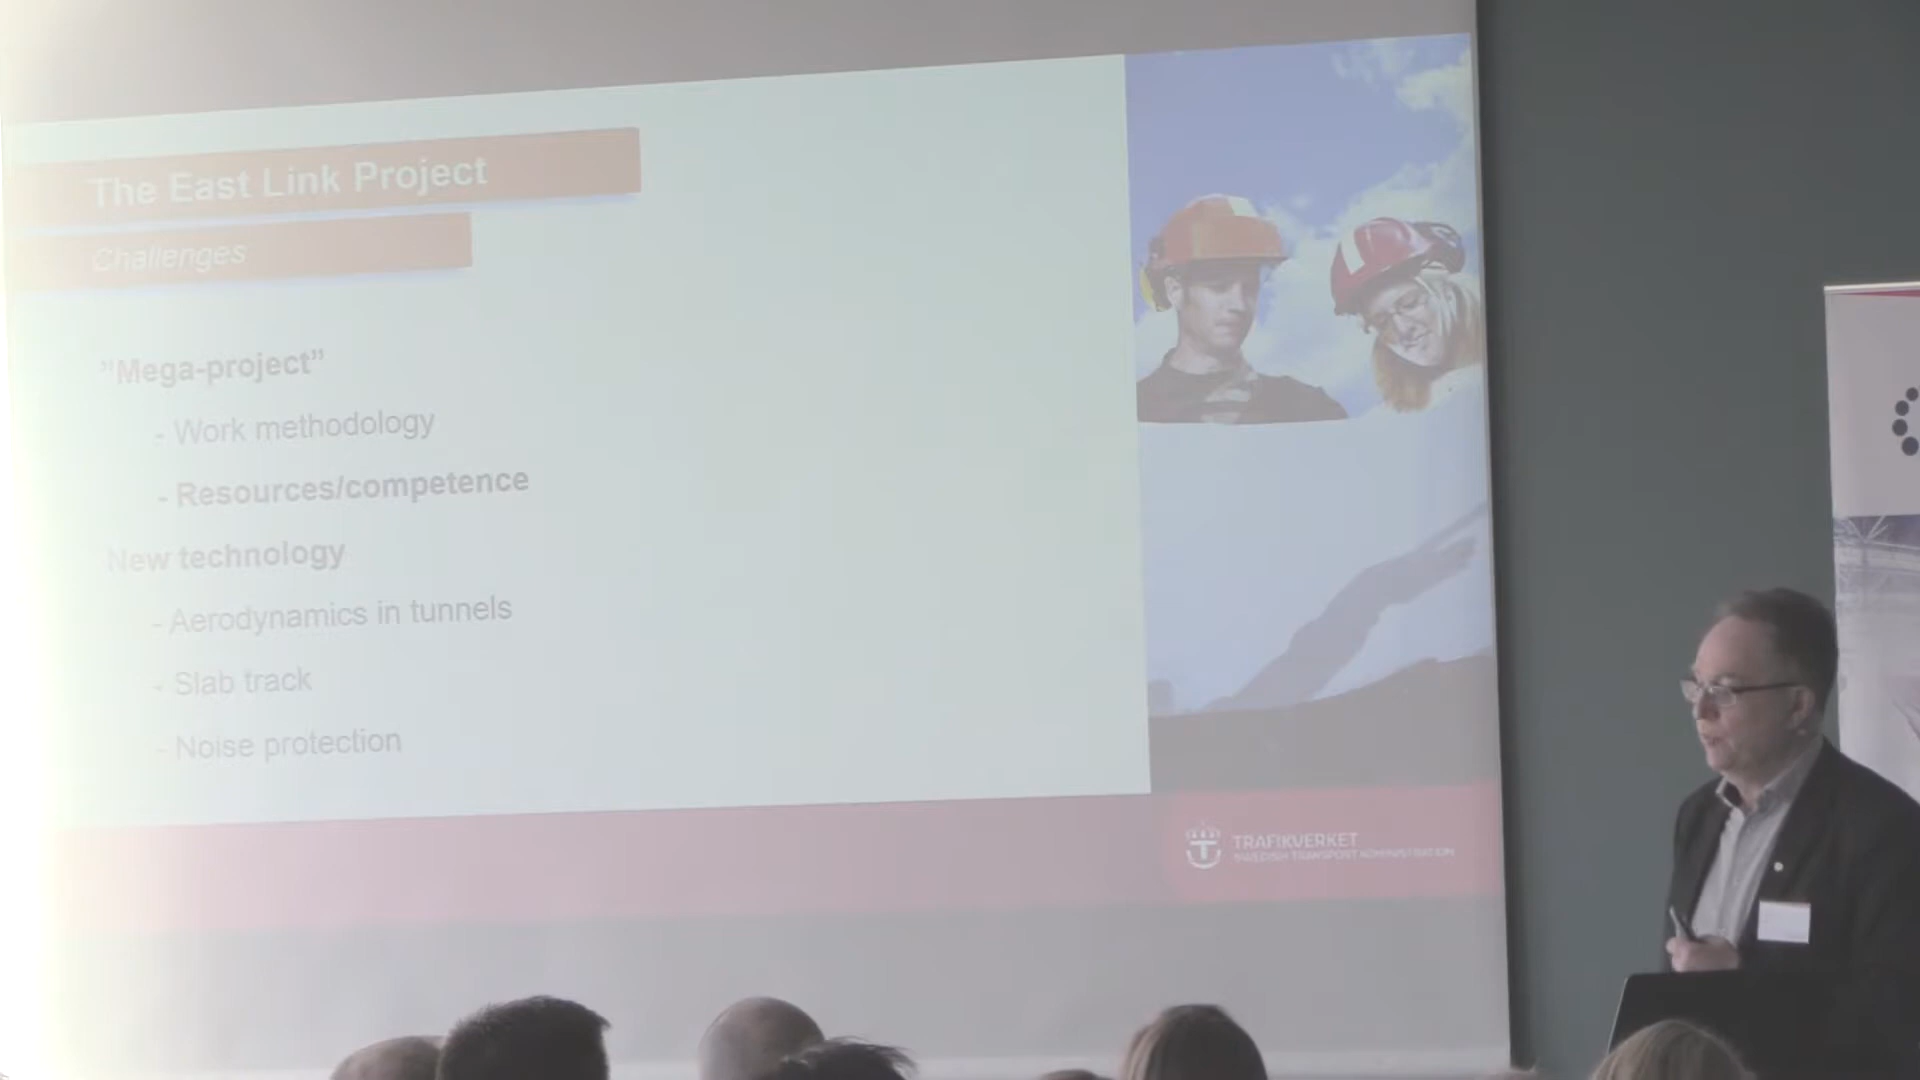 The East Link Project
Challenges
"Mega-project"
- Work methodology
- Resources/competence
New technology
- Aerodynamics in tunnels
- Slab track
- Noise protection
TRAFIKVERKET
SWEDISH TRANSPORT ADMINISTRATION